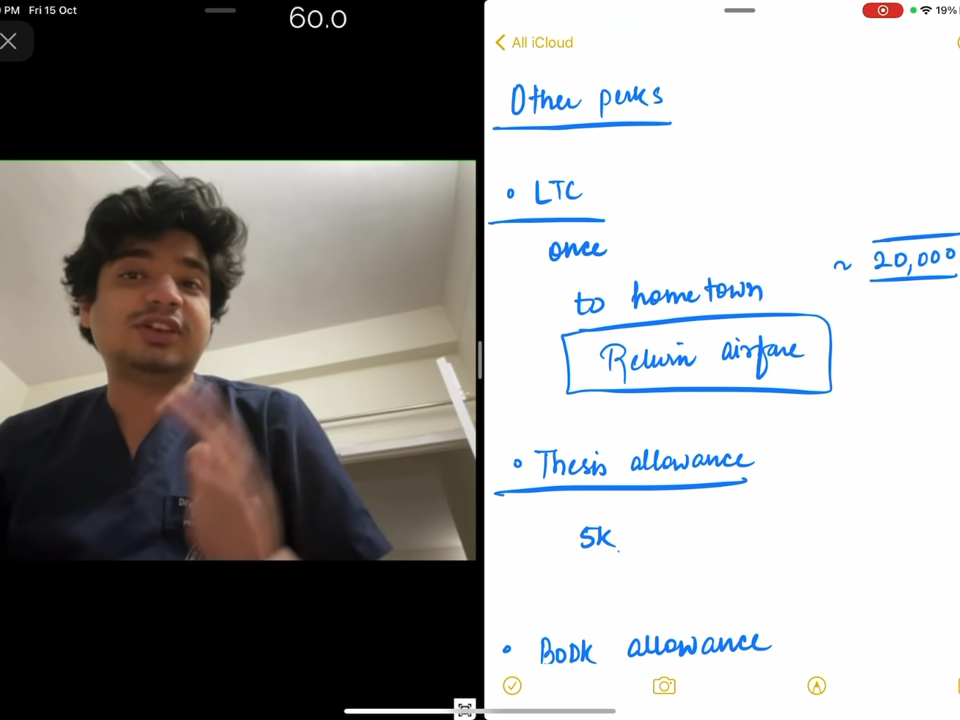 PM Fri 15 Oct
60.0
19%
All iCloud
Other perks
• LTC
once
to hometown
~ 20,000
Return airfare
• Thesis allowance
5K.
• Book allowance